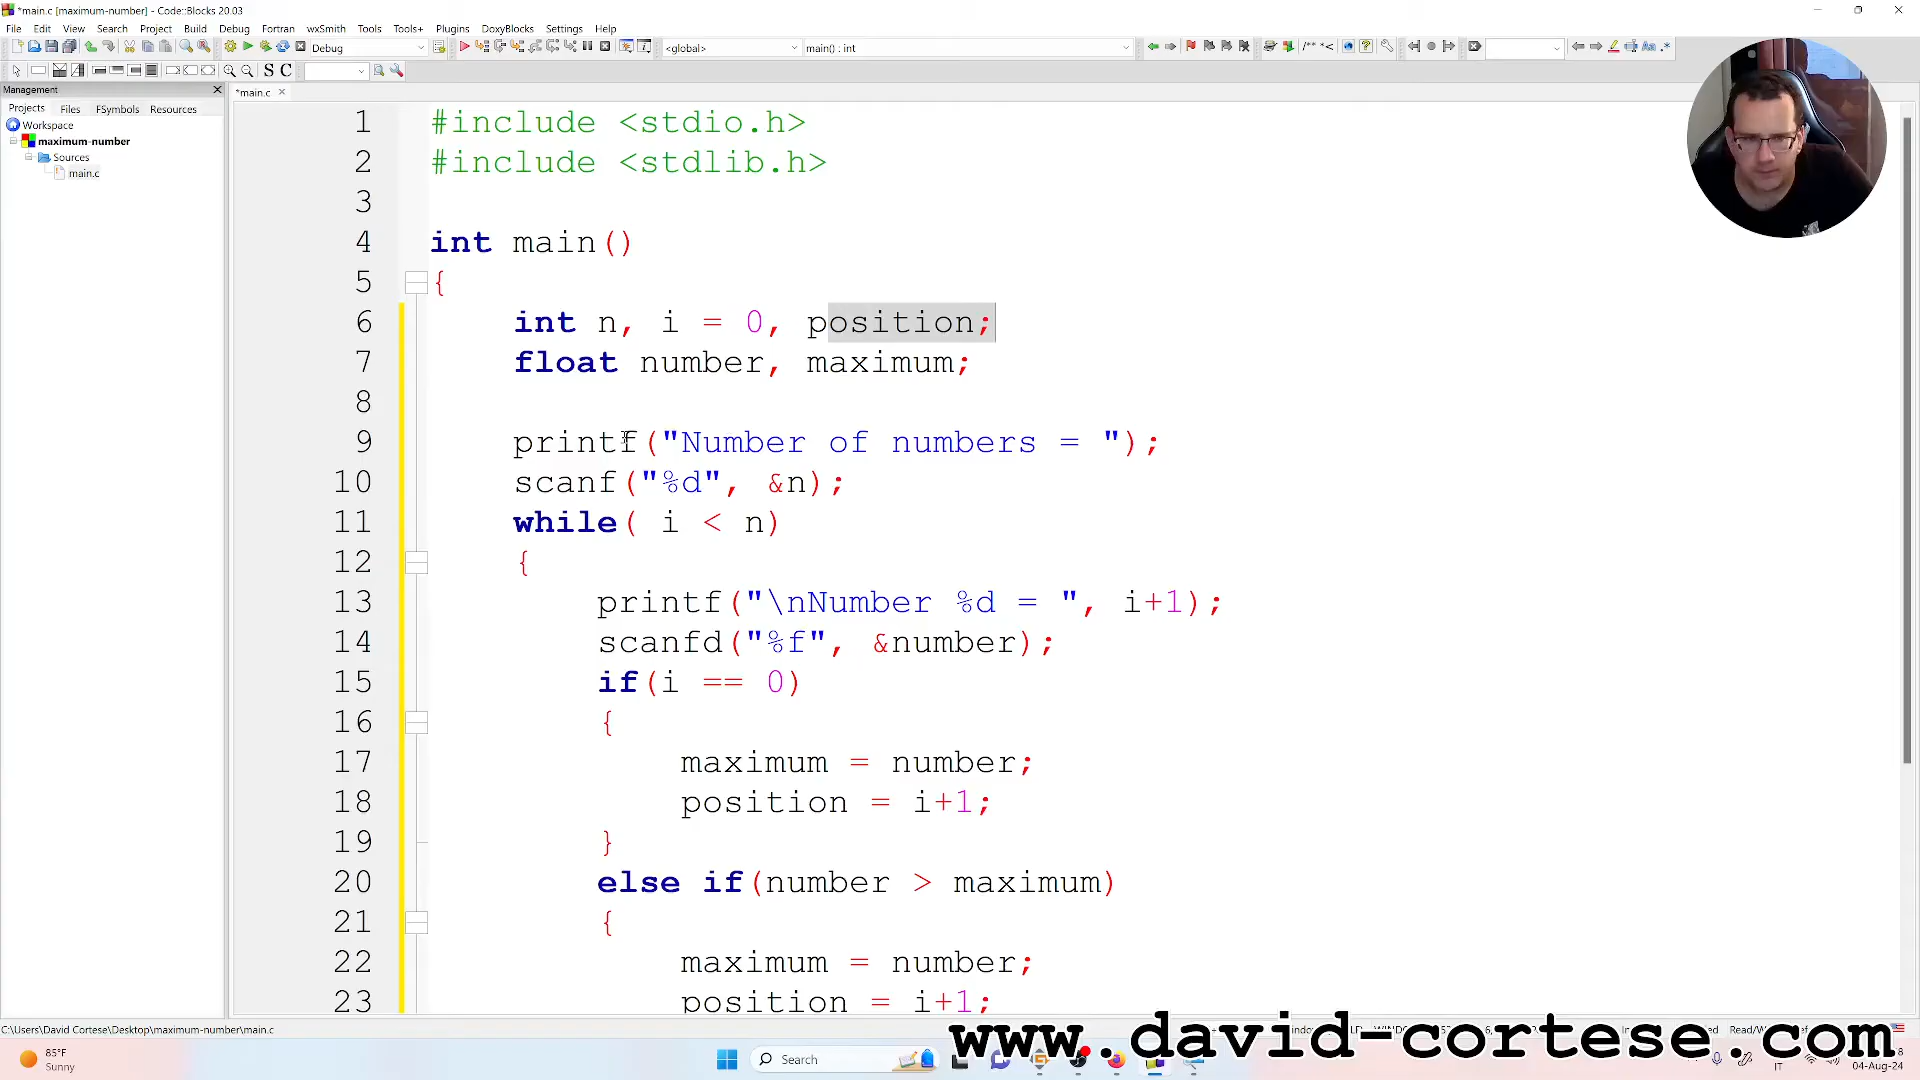 *main.c [maximum-number] - Code::Blocks 20.03
File Edit View Search Project Build Debug Fortran wxSmith Tools Tools+ Plugins DoxyBlocks Settings Help
Debug <global> main() : int
S C
Management
Projects Files FSymbols Resources
Workspace
maximum-number
Sources
main.c
*main.c
1 #include <stdio.h>
2 #include <stdlib.h>
3
4 int main()
5 {
6 int n, i = 0, position;
7 float number, maximum;
8
9 printf("Number of numbers = ");
10 scanf("%d", &n);
11 while( i < n)
12 {
13 printf("\nNumber %d = ", i+1);
14 scanfd("%f", &number);
15 if(i == 0)
16 {
17 maximum = number;
18 position = i+1;
19 }
20 else if(number > maximum)
21 {
22 maximum = number;
23 position = i+1;
C:\Users\David Cortese\Desktop\maximum-number\main.c
www.david-cortese.com
85°F
Sunny
Search
IT
04-Aug-24